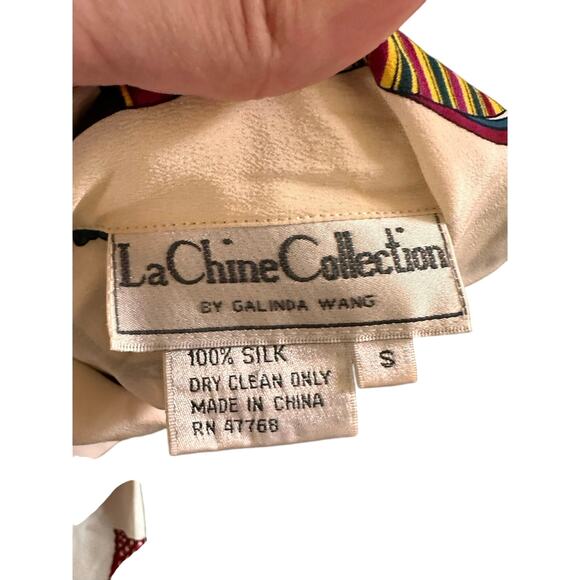 LaChineCollection
BY GALINDA WANG
100% SILK
DRY CLEAN ONLY
MADE IN CHINA
RN 47768
S